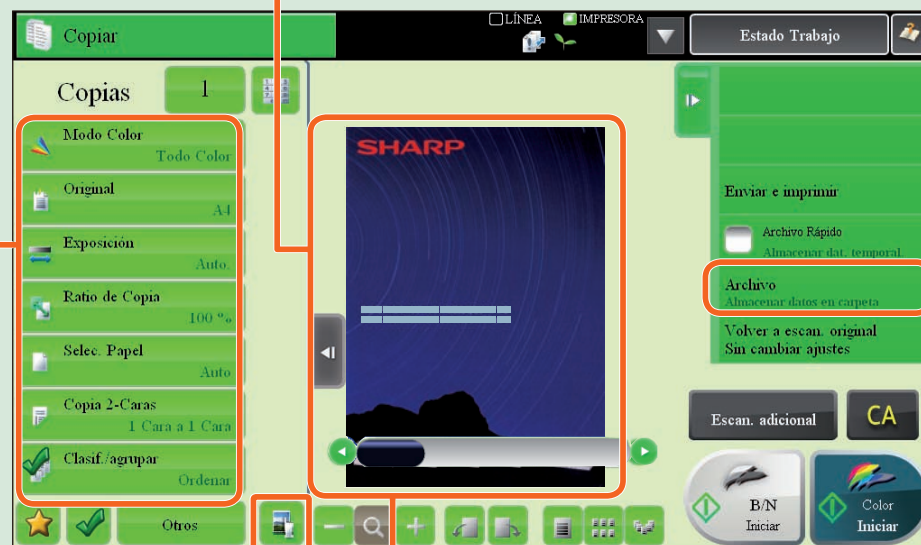 Copiar
LÍNEA
IMPRESORA
Estado Trabajo
Copias
1
Modo Color
Todo Color
Original
A4
Exposición
Auto.
Ratio de Copia
100 %
Selec. Papel
Auto
Copia 2-Caras
1 Cara a 1 Cara
Clasif./agrupar
Ordenar
Otros
SHARP
Enviar e imprimir
Archivo Rápido
Almacenar dat. temporal.
Archivo
Almacenar datos en carpeta
Volver a escan. original
Sin cambiar ajustes
Escan. adicional
CA
B/N
Iniciar
Color
Iniciar